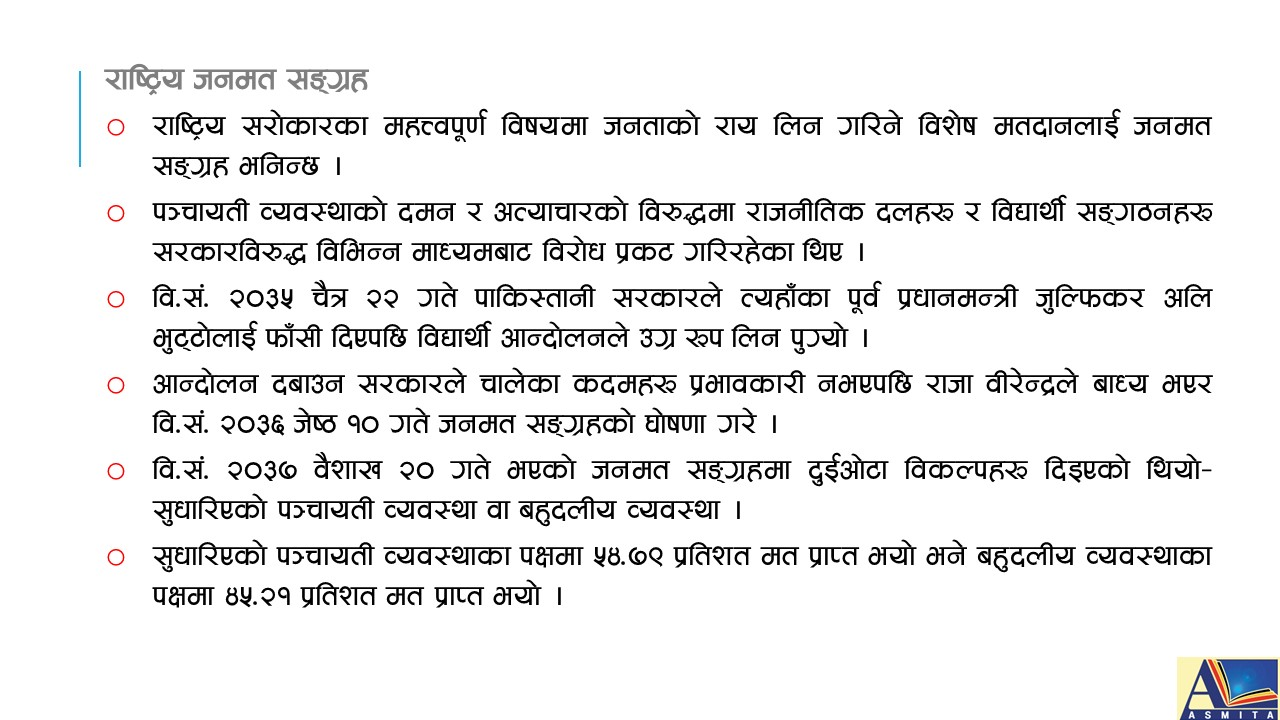 राष्ट्रिय जनमत सङ्ग्रह
राष्ट्रिय सरोकारका महत्त्वपूर्ण विषयमा जनताको राय लिन गरिने विशेष मतदानलाई जनमत
सङ्ग्रह भनिन्छ ।
पञ्चायती व्यवस्थाको दमन र अत्याचारको विरुद्धमा राजनीतिक दलहरु र विद्यार्थी सङ्गठनहरु
सरकारविरुद्ध विभिन्न माध्यमबाट विरोध प्रकट गरिरहेका थिए ।
वि.सं. २०३५ चैत्र २२ गते पाकिस्तानी सरकारले त्यहाँका पूर्व प्रधानमन्त्री जुल्फिकर अलि
भुट्टोलाई फाँसी दिएपछि विद्यार्थी आन्दोलनले उग्र रुप लिन पुग्यो ।
आन्दोलन दबाउन सरकारले चालेका कदमहरु प्रभावकारी नभएपछि राजा वीरेन्द्रले बाध्य भएर
वि.सं. २०३६ जेष्ठ १० गते जनमत सङ्ग्रहको घोषणा गरे ।
वि.सं. २०३७ वैशाख २० गते भएको जनमत सङ्ग्रहमा दुईओटा विकल्पहरु दिइएको थियो-
सुधारिएको पञ्चायती व्यवस्था वा बहुदलीय व्यवस्था ।
सुधारिएको पञ्चायती व्यवस्थाका पक्षमा ५४.७९ प्रतिशत मत प्राप्त भयो भने बहुदलीय व्यवस्थाका
पक्षमा ४५.२१ प्रतिशत मत प्राप्त भयो ।
ASMITA